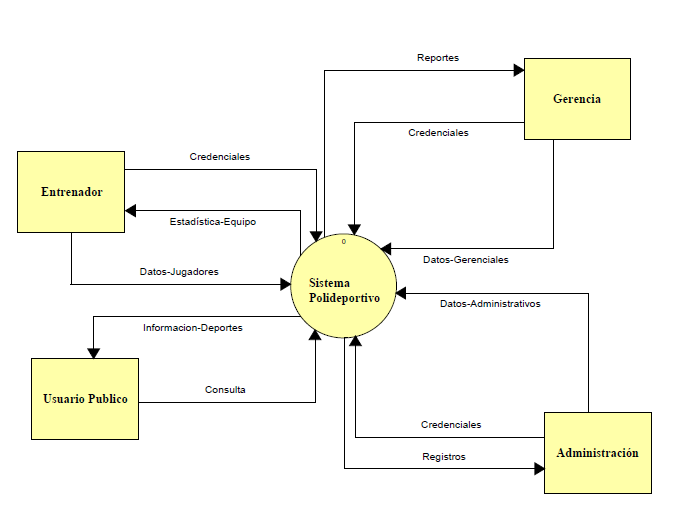 Reportes
Gerencia
Credenciales
Credenciales
Entrenador
Estadística-Equipo
0
Datos-Gerenciales
Datos-Jugadores
Sistema
Polideportivo
Datos-Administrativos
Informacion-Deportes
Usuario Publico
Consulta
Credenciales
Administración
Registros